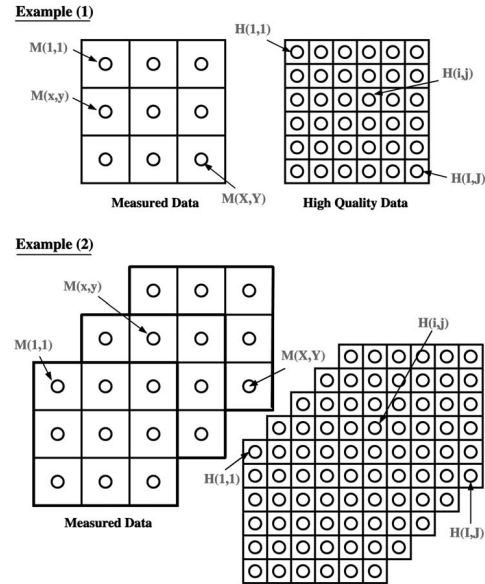 Example (1)
M(1,1)
M(x,y)
M(X,Y)
Measured Data
H(1,1)
H(i,j)
H(I,J)
High Quality Data
Example (2)
M(x,y)
M(1,1)
M(X,Y)
Measured Data
H(i,j)
H(1,1)
H(I,J)